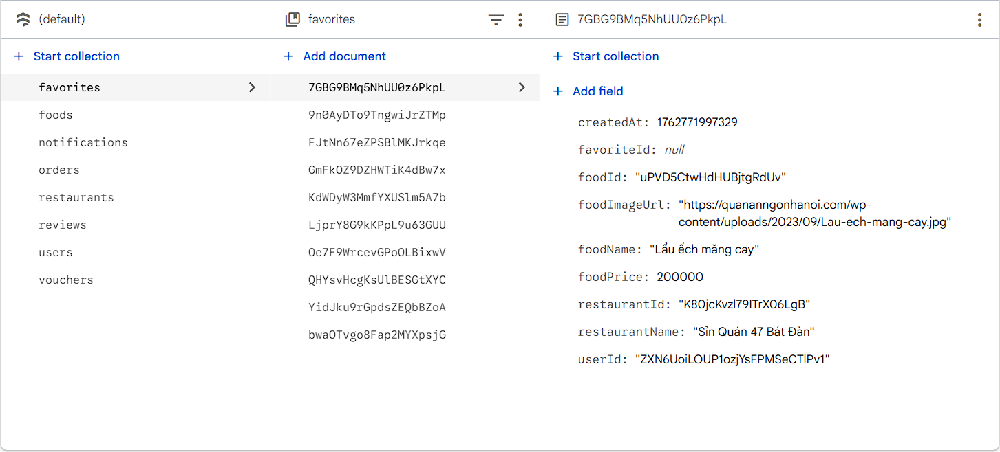 (default)
+ Start collection
favorites
foods
notifications
orders
restaurants
reviews
users
vouchers
favorites
+ Add document
7GBG9BMq5NhUU0z6PkpL
9n0AyDTo9TngwiJrZTMp
FJtNn67eZPSBlMKJrkqe
GmFkOZ9DZHWTiK4dBw7x
KdWDyW3MmfYXUSlm5A7b
LjprY8G9kKPpL9u63GUU
Oe7F9WrcevGPoOLBixwV
QHYsvHcgKsUlBESGtXYC
YidJku9rGpdsZEQbBZoA
bwaOTvgo8Fap2MYXpsjG
7GBG9BMq5NhUU0z6PkpL
+ Start collection
+ Add field
createdAt: 1762771997329
favoriteId: null
foodId: "uPVD5CtwHdHUBjtgRdUv"
foodImageUrl: "https://quananngonhanoi.com/wp-
content/uploads/2023/09/Lau-ech-mang-cay.jpg"
foodName: "Lẩu ếch măng cay"
foodPrice: 200000
restaurantId: "K80jcKvzl79ITrXO6LgB"
restaurantName: "Sìn Quán 47 Bát Đàn"
userId: "ZXN6UoiLOUP1ozjYsFPMSeCTlPv1"